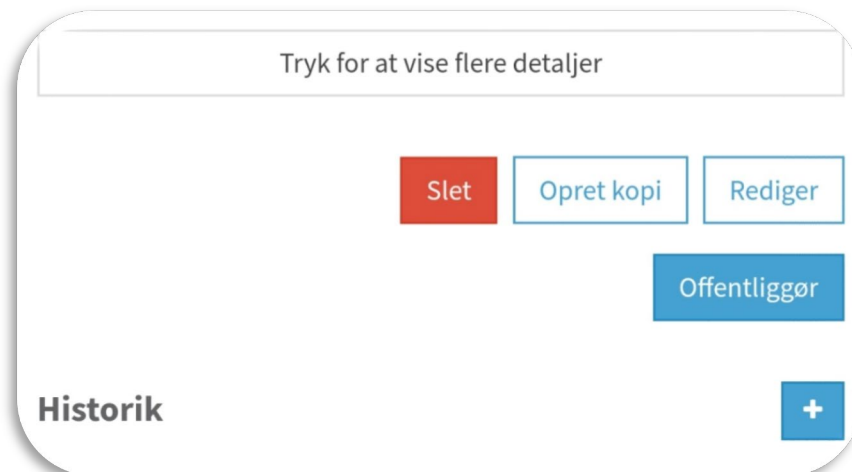 Tryk for at vise flere detaljer
Slet Opret kopi Rediger
Offentliggør
Historik +